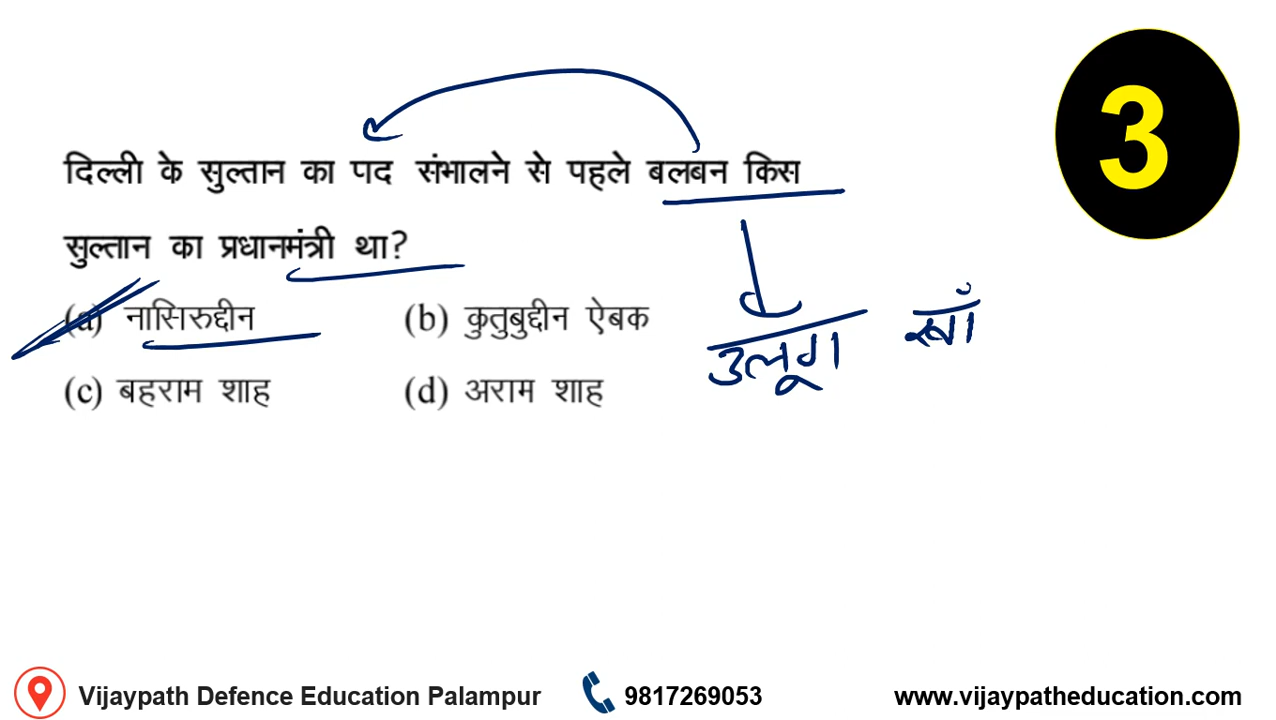 3
दिल्ली के सुल्तान का पद संभालने से पहले बलबन किस
सुल्तान का प्रधानमंत्री था?
(a) नासिरुद्दीन (b) कुतुबुद्दीन ऐबक
(c) बहराम शाह (d) अराम शाह
उलूग खाँ
Vijaypath Defence Education Palampur 9817269053 www.vijaypatheducation.com